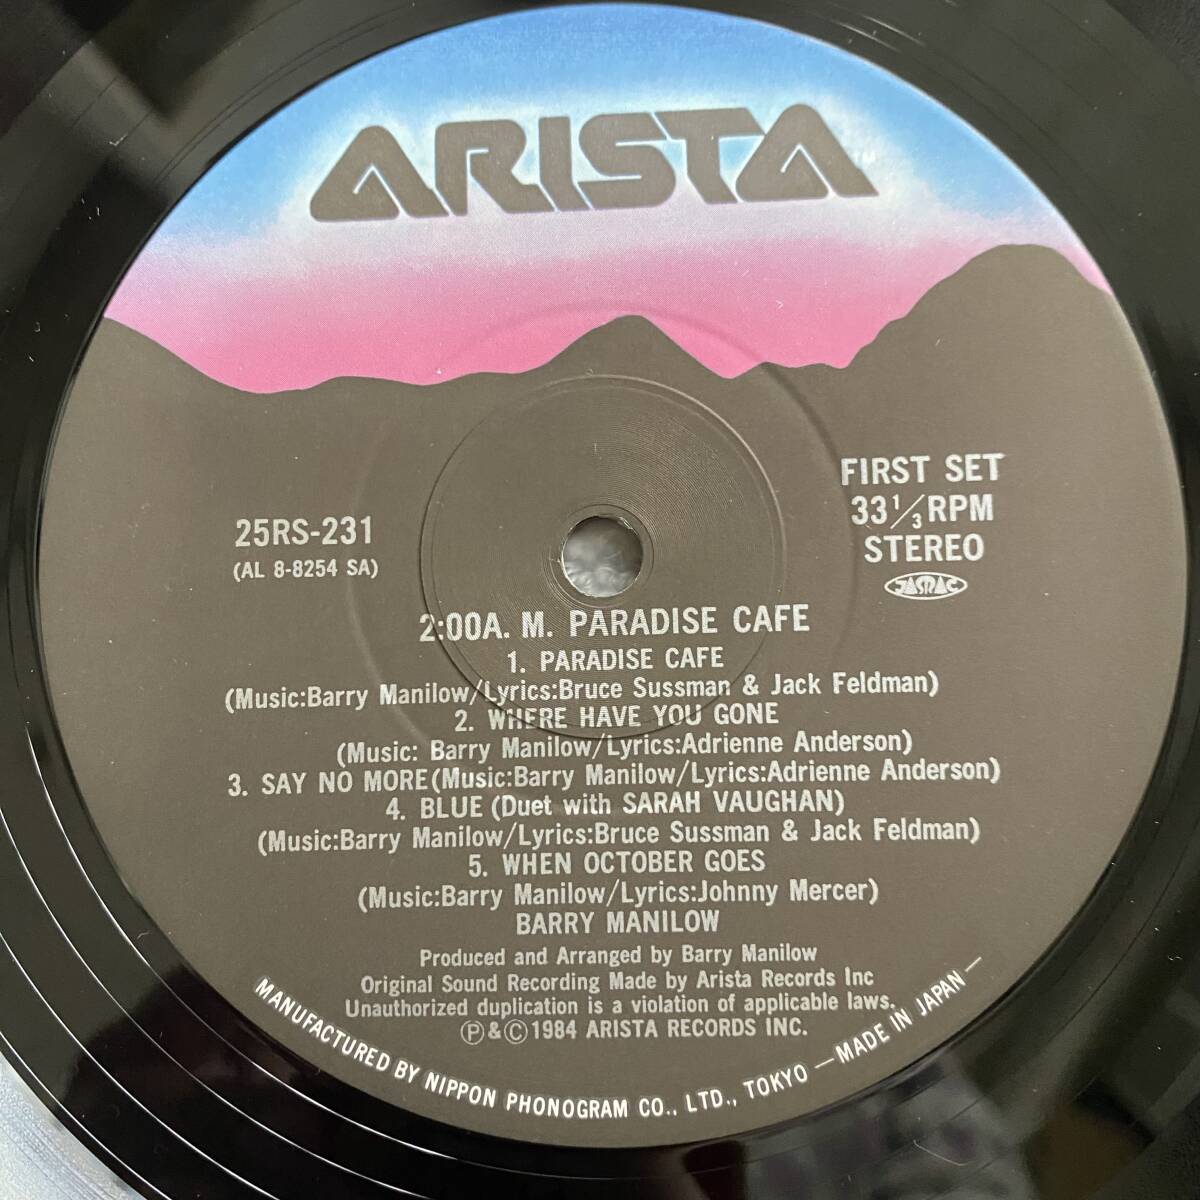 ARISTA
TM
FIRST SET
33 1/3 RPM
STEREO
JASRAC
25RS-231
(AL 8-8254 SA)
2:00A. M. PARADISE CAFE
1. PARADISE CAFE
(Music:Barry Manilow/Lyrics:Bruce Sussman & Jack Feldman)
2. WHERE HAVE YOU GONE
(Music: Barry Manilow/Lyrics:Adrienne Anderson)
3. SAY NO MORE(Music:Barry Manilow/Lyrics:Adrienne Anderson)
4. BLUE (Duet with SARAH VAUGHAN)
(Music:Barry Manilow/Lyrics:Bruce Sussman & Jack Feldman)
5. WHEN OCTOBER GOES
(Music:Barry Manilow/Lyrics:Johnny Mercer)
BARRY MANILOW
Produced and Arranged by Barry Manilow
Original Sound Recording Made by Arista Records Inc
Unauthorized duplication is a violation of applicable laws.
Ⓟ&Ⓒ1984 ARISTA RECORDS INC.
MANUFACTURED BY NIPPON PHONOGRAM CO., LTD., TOKYO —MADE IN JAPAN—